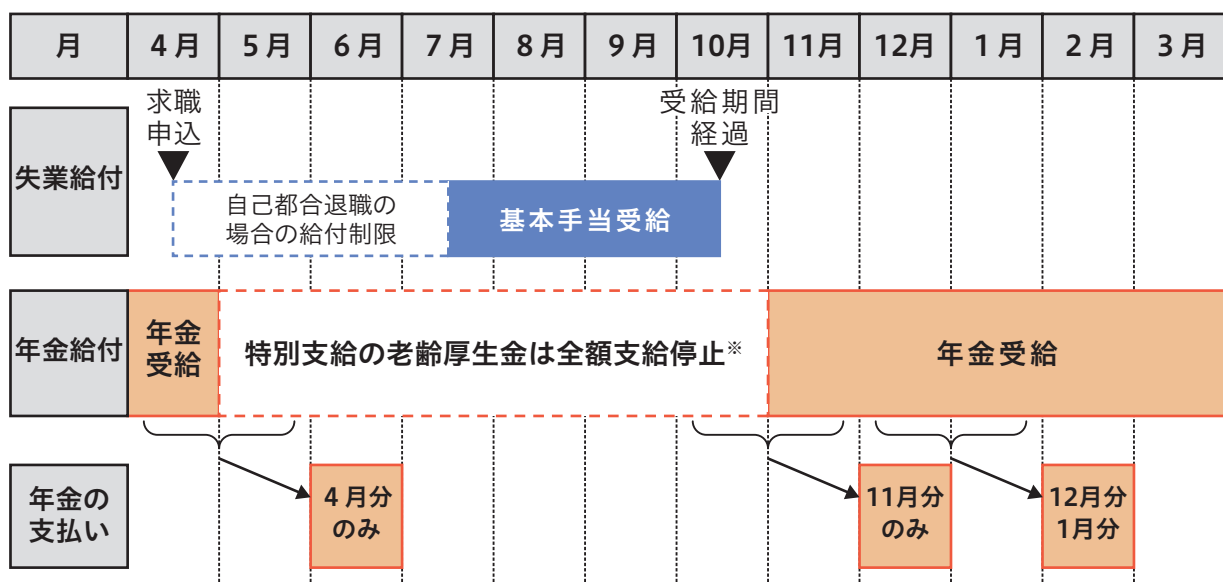 月
4月
5月
6月
7月
8月
9月
10月
11月
12月
1月
2月
3月
求職
申込
受給期間
経過
失業給付
自己都合退職の
場合の給付制限
基本手当受給
年金給付
年金
受給
特別支給の老齢厚生金は全額支給停止※
年金受給
年金の
支払い
4月分
のみ
11月分
のみ
12月分
1月分